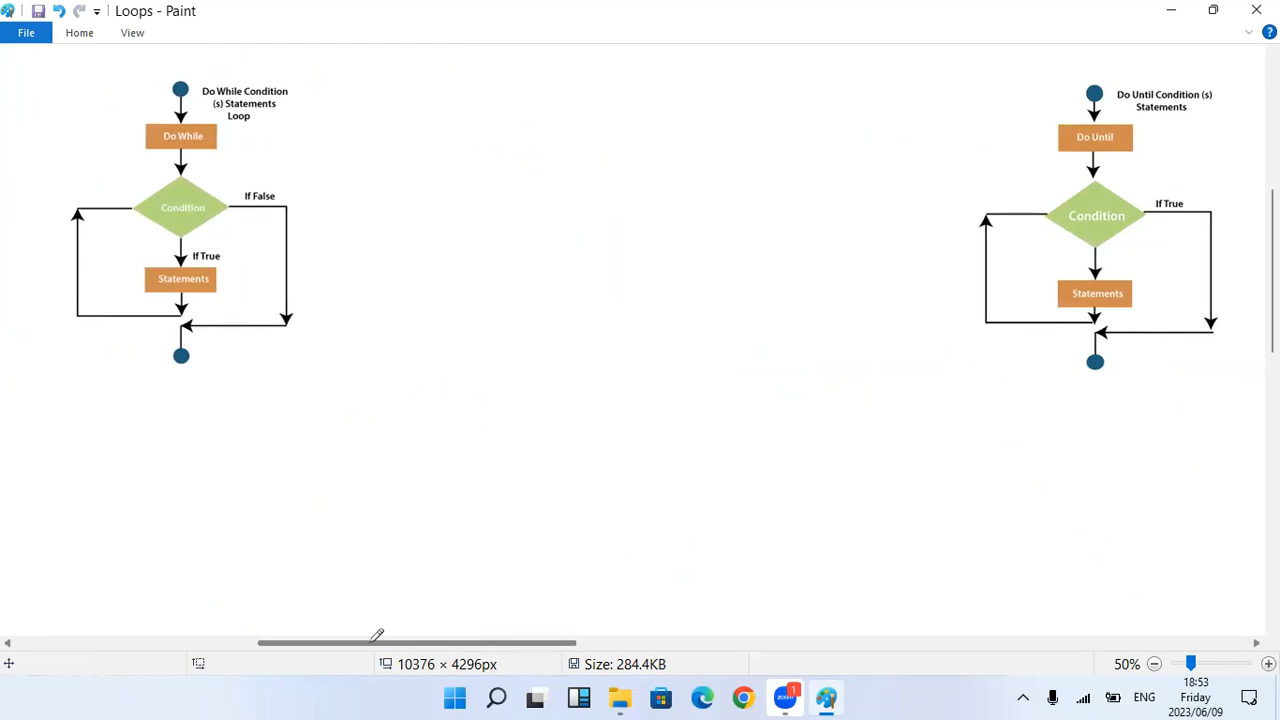 Loops - Paint
File
Home
View
?
Do While Condition
(s) Statements
Loop
Do While
If False
Condition
If True
Statements
Do Until Condition (s)
Statements
Do Until
If True
Condition
Statements
10376 × 4296px
Size: 284.4KB
50%
zoom
1
ENG
18:53
Friday
2023/06/09